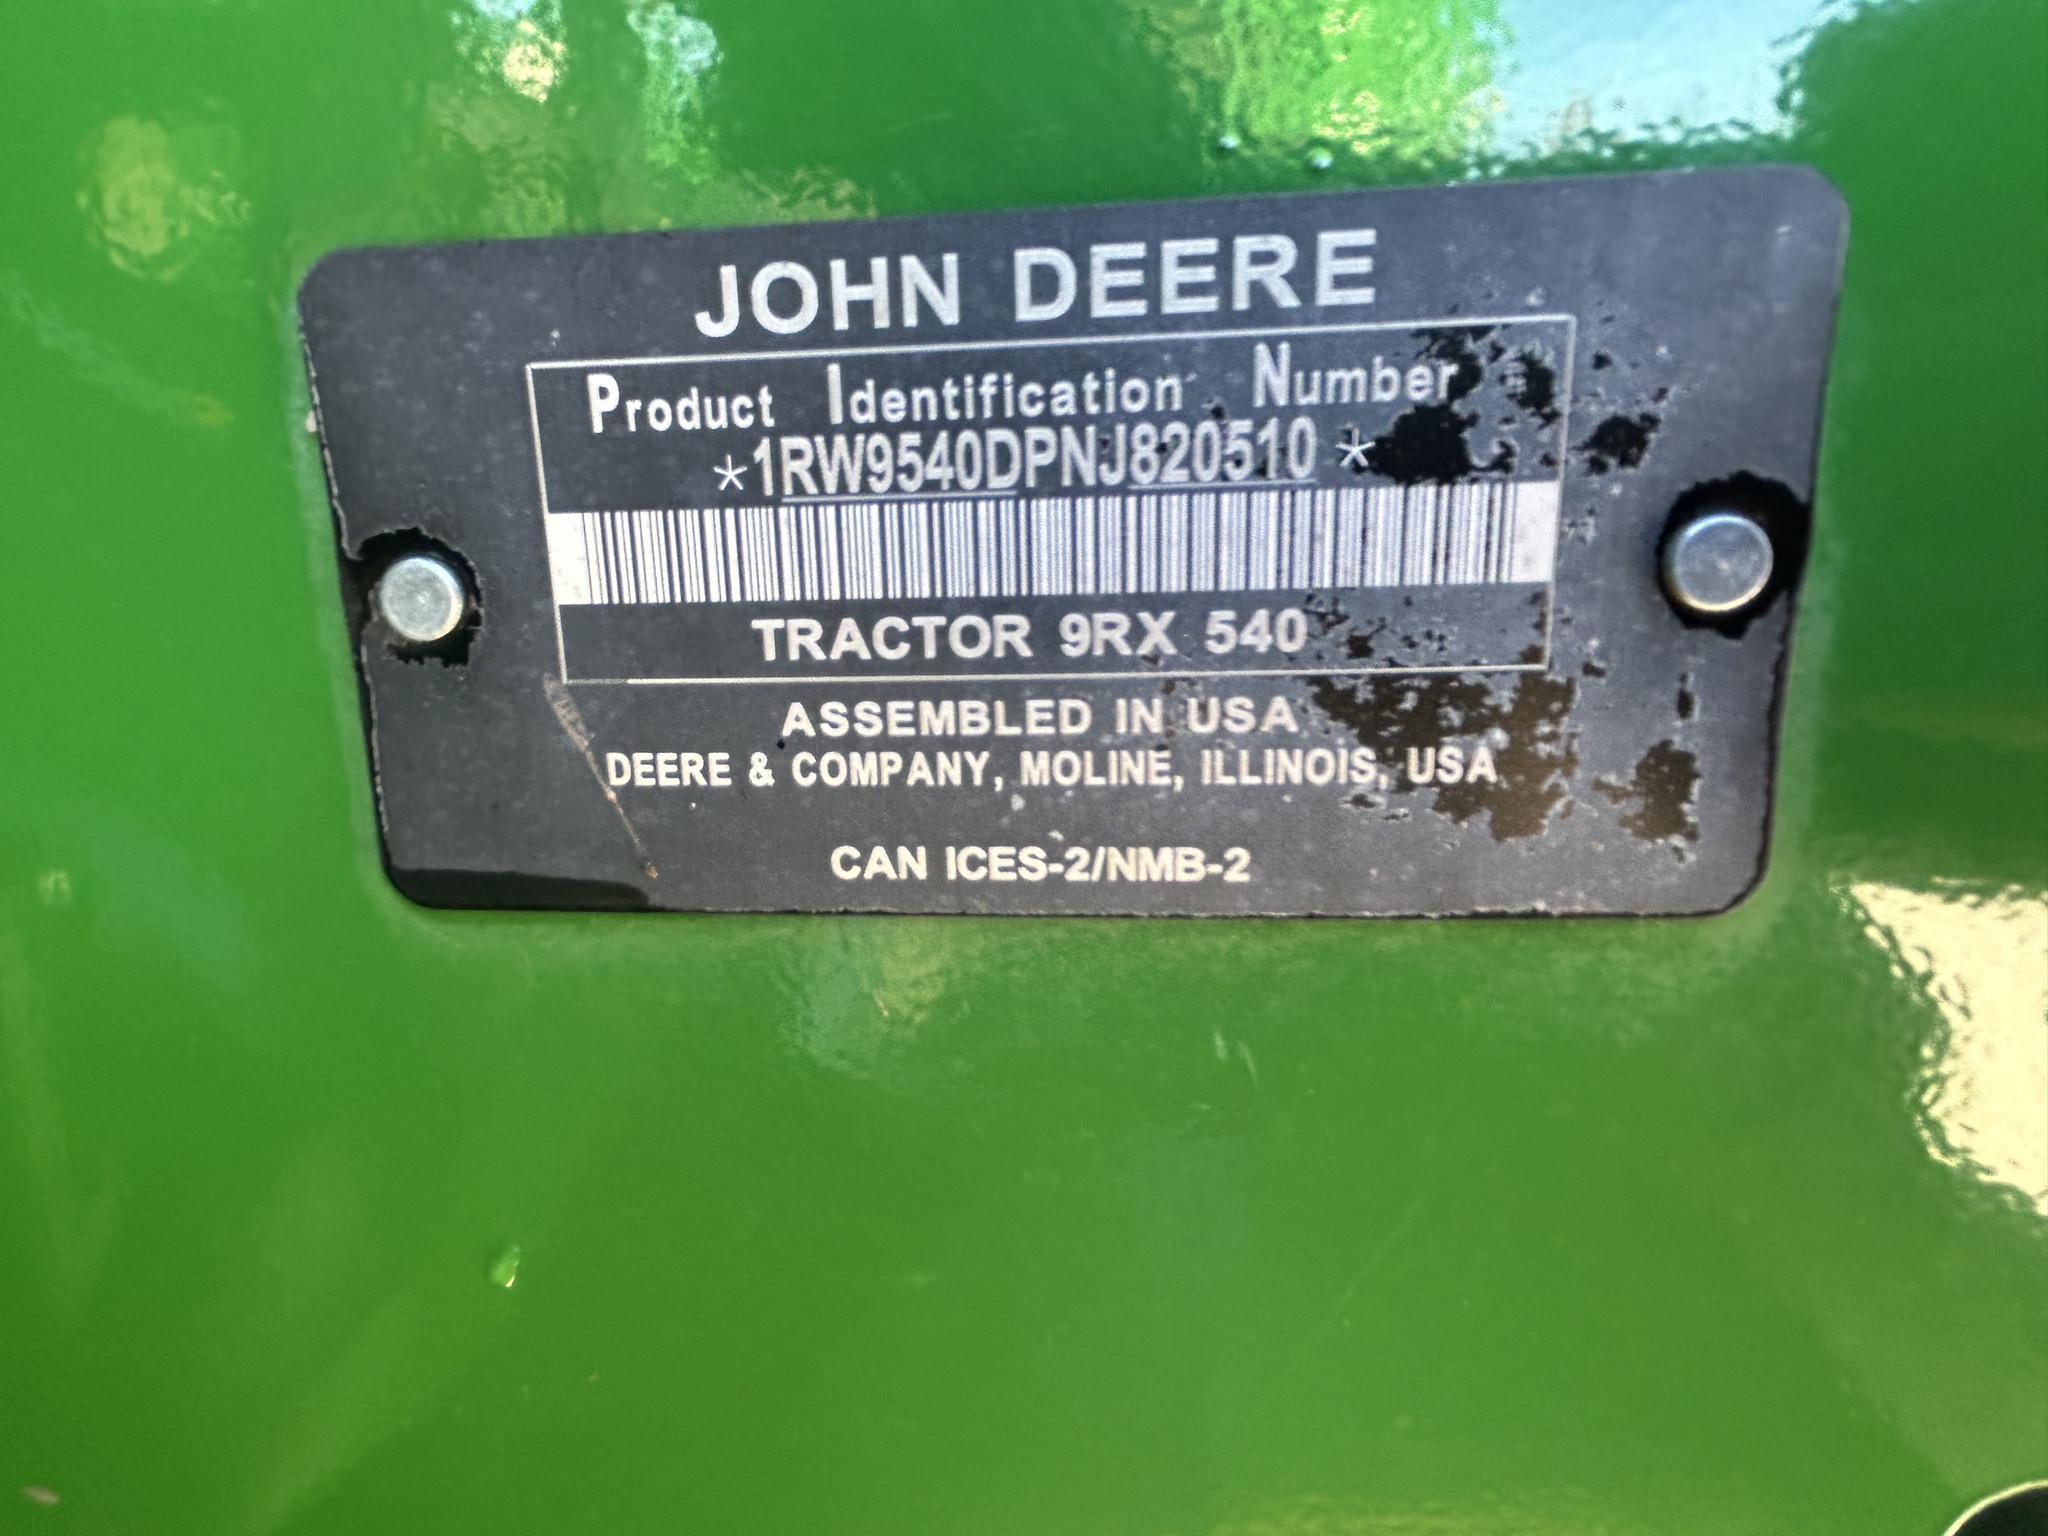 JOHN DEERE
Product Identification Number
*1RW9540DPNJ820510*
TRACTOR 9RX 540
ASSEMBLED IN USA
DEERE & COMPANY, MOLINE, ILLINOIS, USA
CAN ICES-2/NMB-2